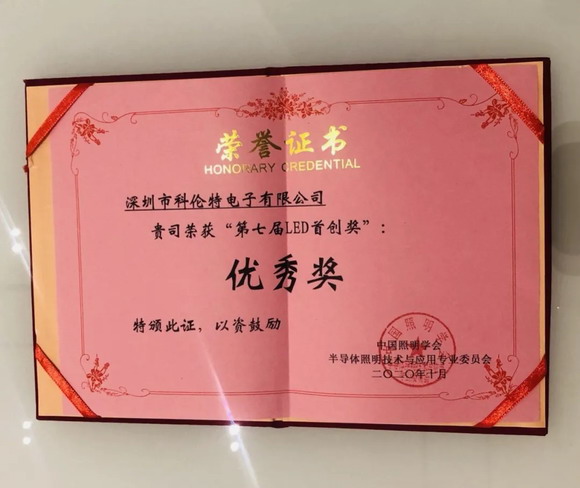 荣誉证书
HONORARY CREDENTIAL
深圳市科伦特电子有限公司
贵司荣获“第七届LED首创奖”：
优秀奖
特颁此证，以资鼓励
中国照明学会
半导体照明技术与应用专业委员会
二〇二〇年十月